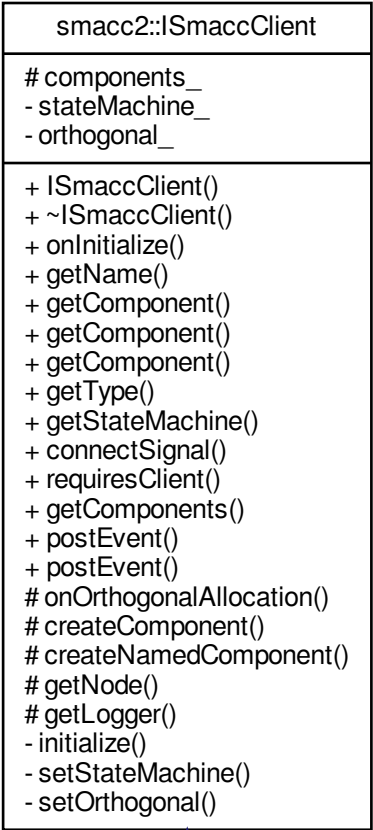 smacc2::ISmaccClient
# components_
- stateMachine_
- orthogonal_
+ ISmaccClient()
+ ~ISmaccClient()
+ onInitialize()
+ getName()
+ getComponent()
+ getComponent()
+ getComponent()
+ getType()
+ getStateMachine()
+ connectSignal()
+ requiresClient()
+ getComponents()
+ postEvent()
+ postEvent()
# onOrthogonalAllocation()
# createComponent()
# createNamedComponent()
# getNode()
# getLogger()
- initialize()
- setStateMachine()
- setOrthogonal()